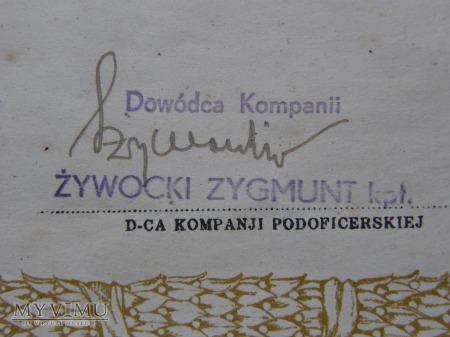 Dowódca Kompanii
ŻYWOCKI ZYGMUNT kpt.
D-CA KOMPANJI PODOFICERSKIEJ
MYVIMU